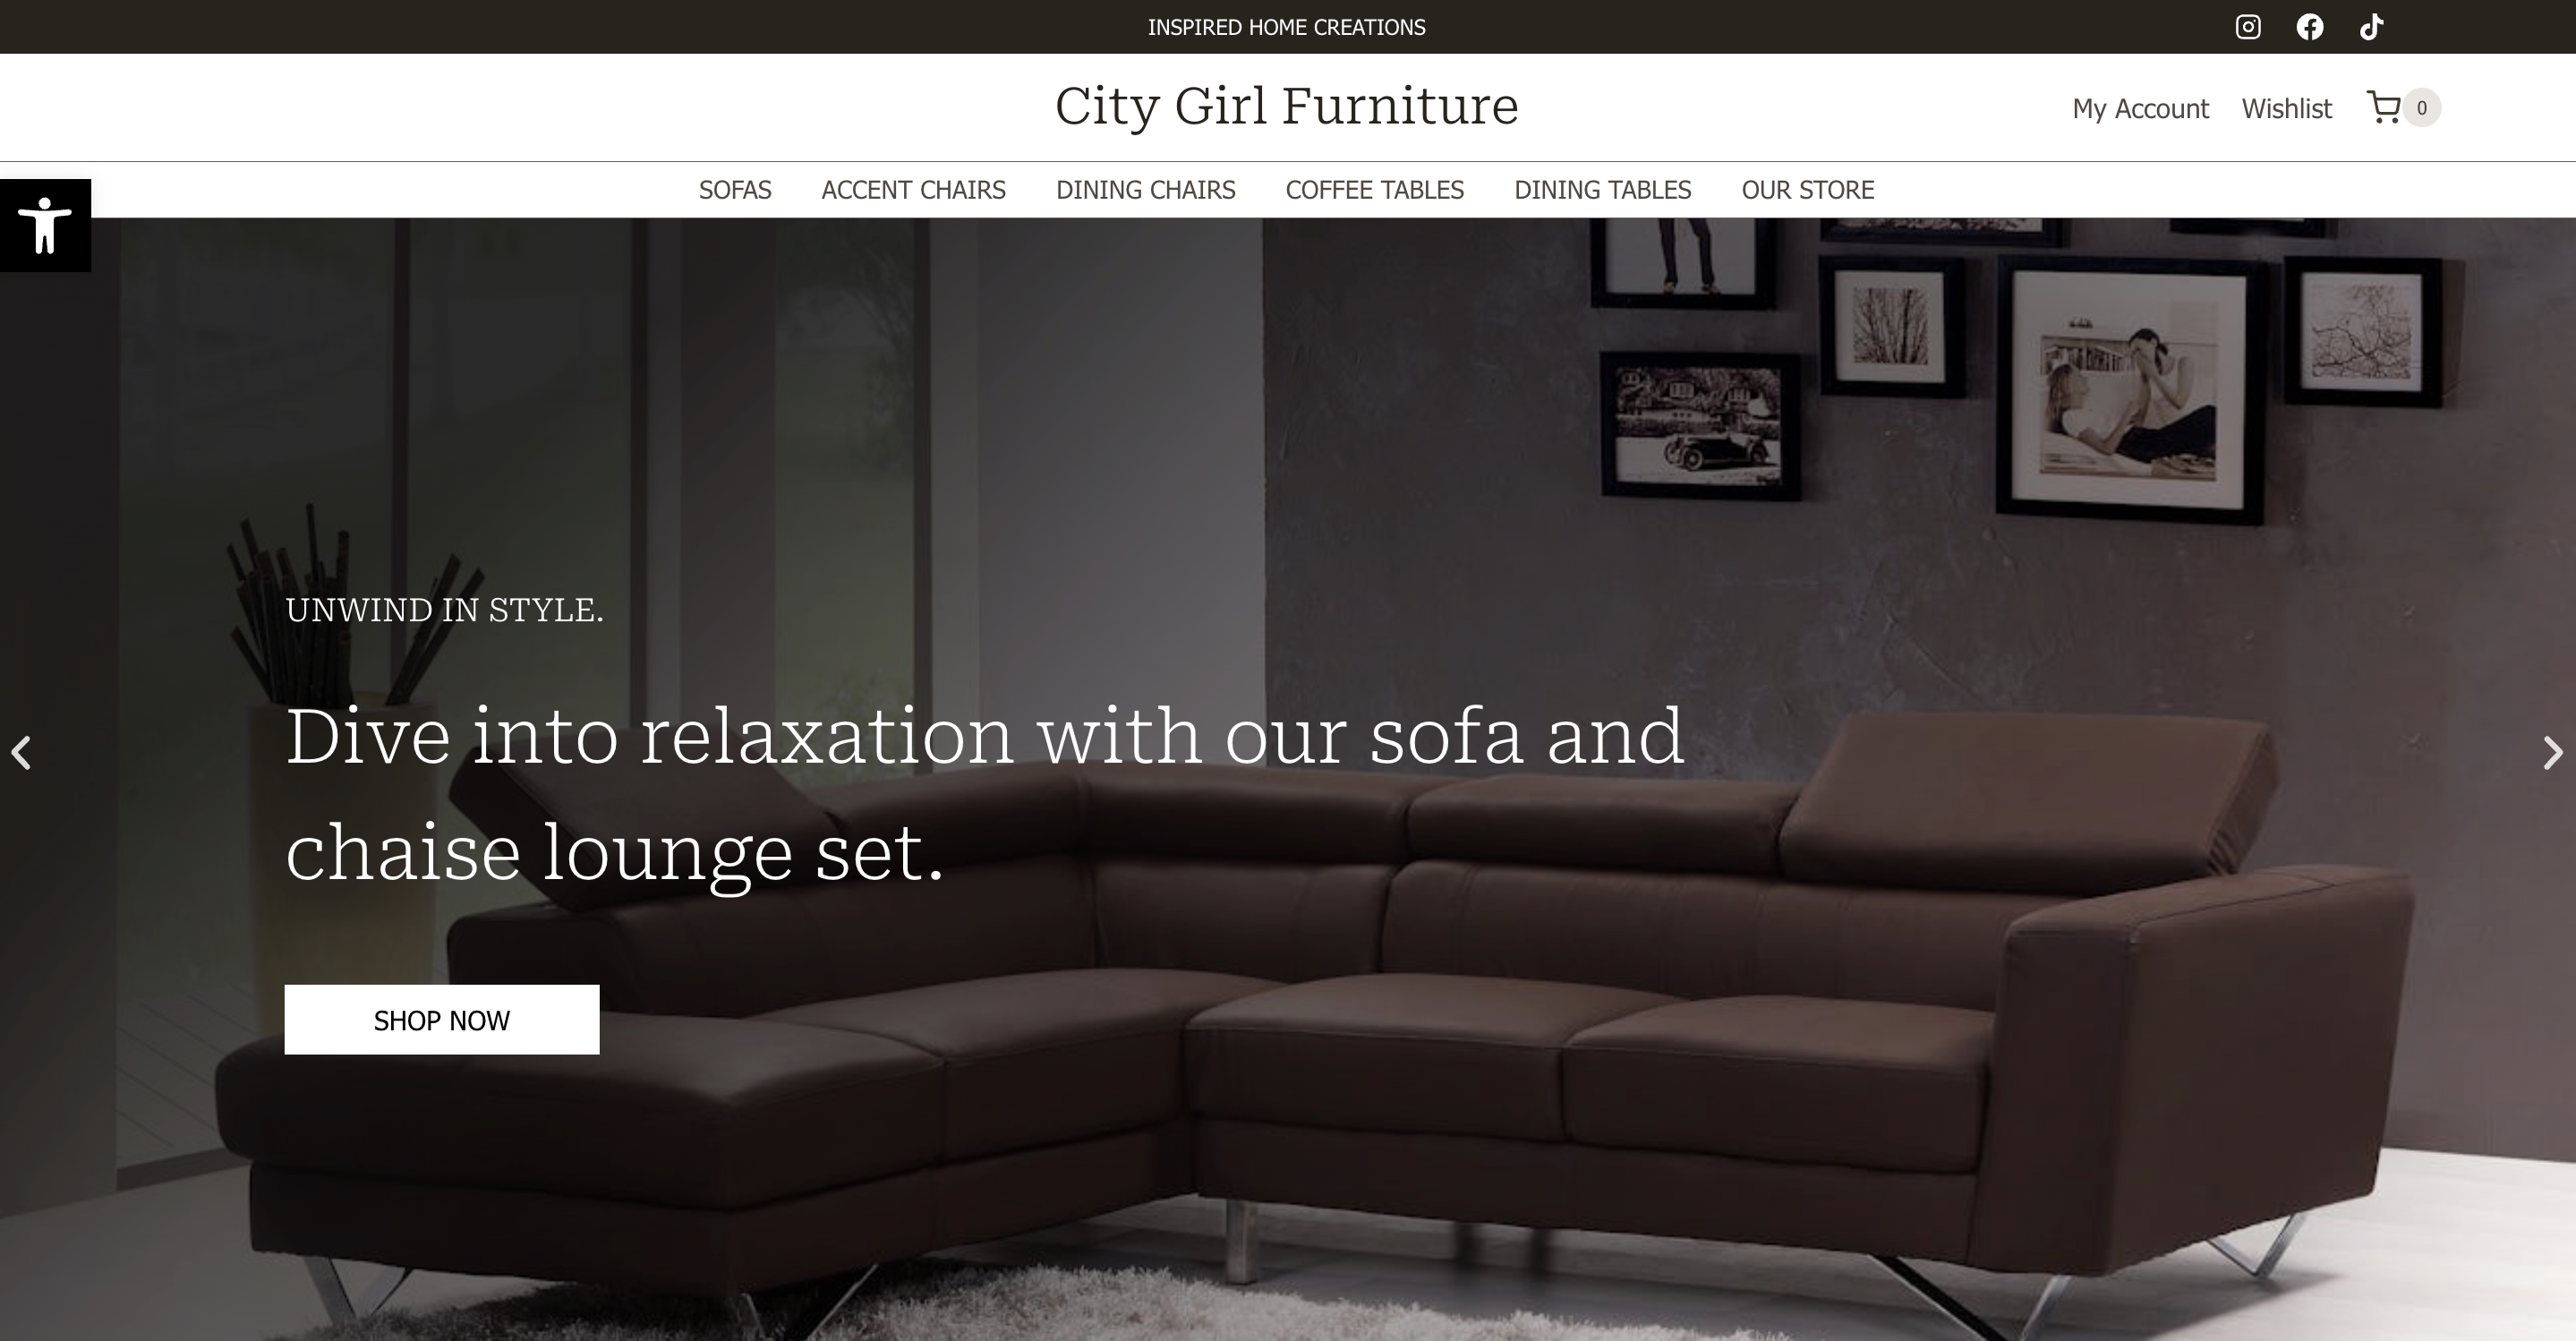 INSPIRED HOME CREATIONS
City Girl Furniture
My Account Wishlist 0
SOFAS ACCENT CHAIRS DINING CHAIRS COFFEE TABLES DINING TABLES OUR STORE
UNWIND IN STYLE.
Dive into relaxation with our sofa and
chaise lounge set.
SHOP NOW